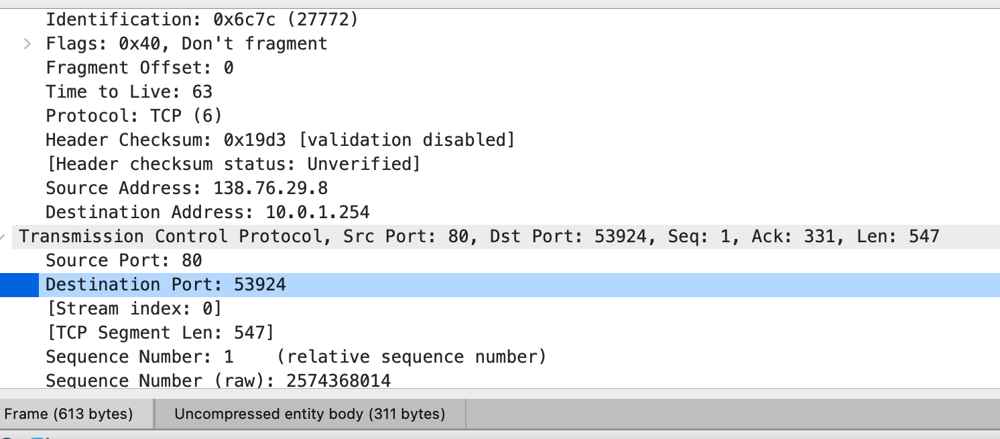 Identification: 0x6c7c (27772)
Flags: 0x40, Don't fragment
Fragment Offset: 0
Time to Live: 63
Protocol: TCP (6)
Header Checksum: 0x19d3 [validation disabled]
[Header checksum status: Unverified]
Source Address: 138.76.29.8
Destination Address: 10.0.1.254
Transmission Control Protocol, Src Port: 80, Dst Port: 53924, Seq: 1, Ack: 331, Len: 547
Source Port: 80
Destination Port: 53924
[Stream index: 0]
[TCP Segment Len: 547]
Sequence Number: 1    (relative sequence number)
Sequence Number (raw): 2574368014
Frame (613 bytes)
Uncompressed entity body (311 bytes)